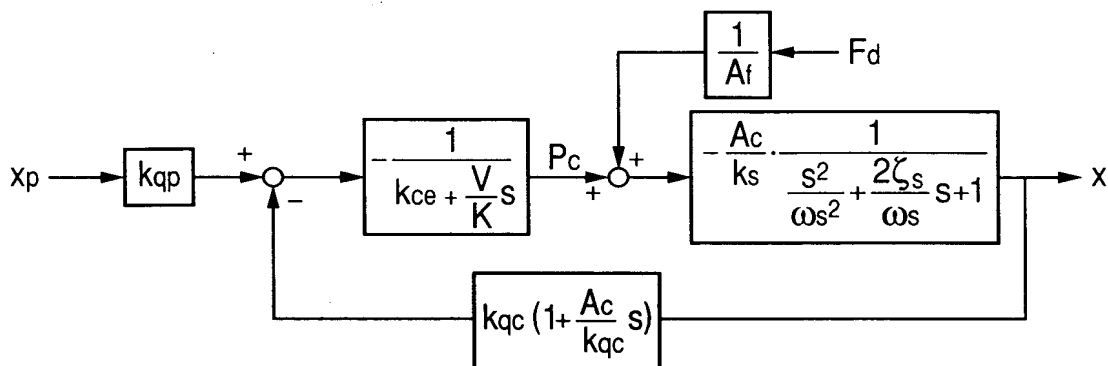 1
Af
Fd
xp
kqp
+
−
− 1
kce + V/K s
Pc
+
+
− Ac/ks · 1
s²/ωs² + 2ζs/ωs s+1
x
kqc (1+ Ac/kqc s)